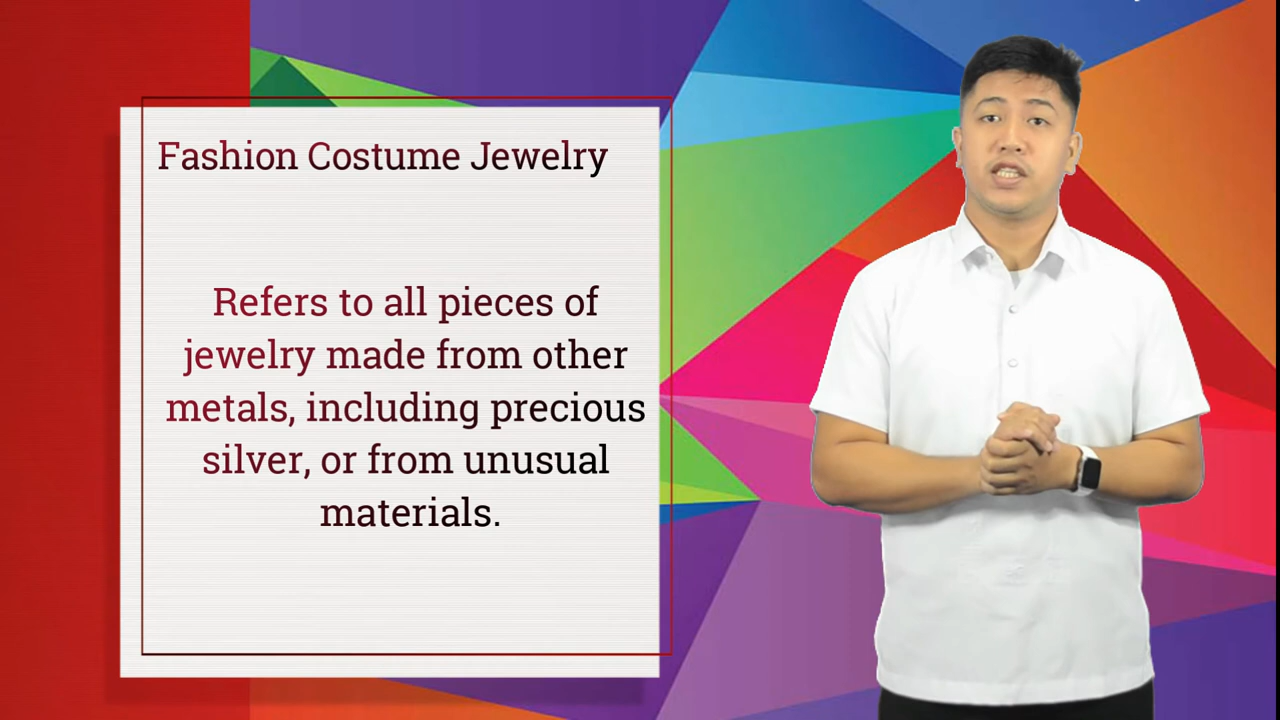 Fashion Costume Jewelry
Refers to all pieces of
jewelry made from other
metals, including precious
silver, or from unusual
materials.